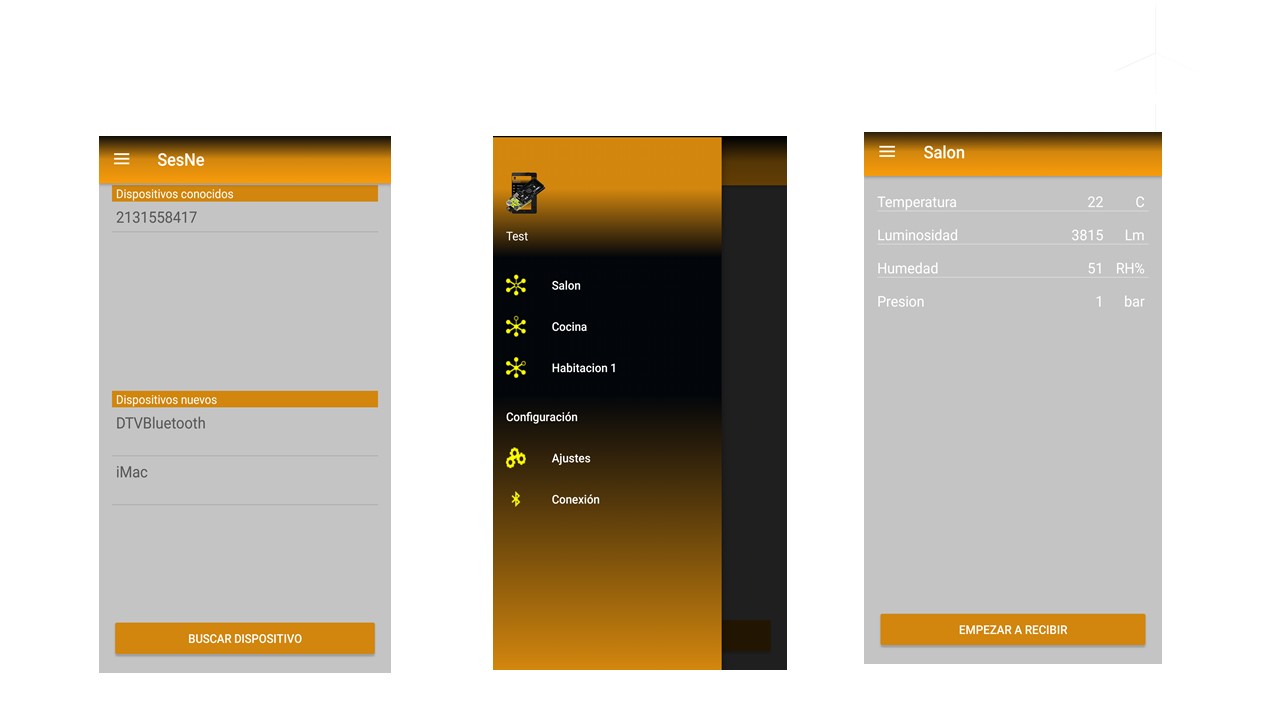 SesNe
Dispositivos conocidos
2131558417
Dispositivos nuevos
DTVBluetooth
iMac
BUSCAR DISPOSITIVO
Test
Salon
Cocina
Habitacion 1
Configuración
Ajustes
Conexión
Salon
Temperatura 22 C
Luminosidad 3815 Lm
Humedad 51 RH%
Presion 1 bar
EMPEZAR A RECIBIR